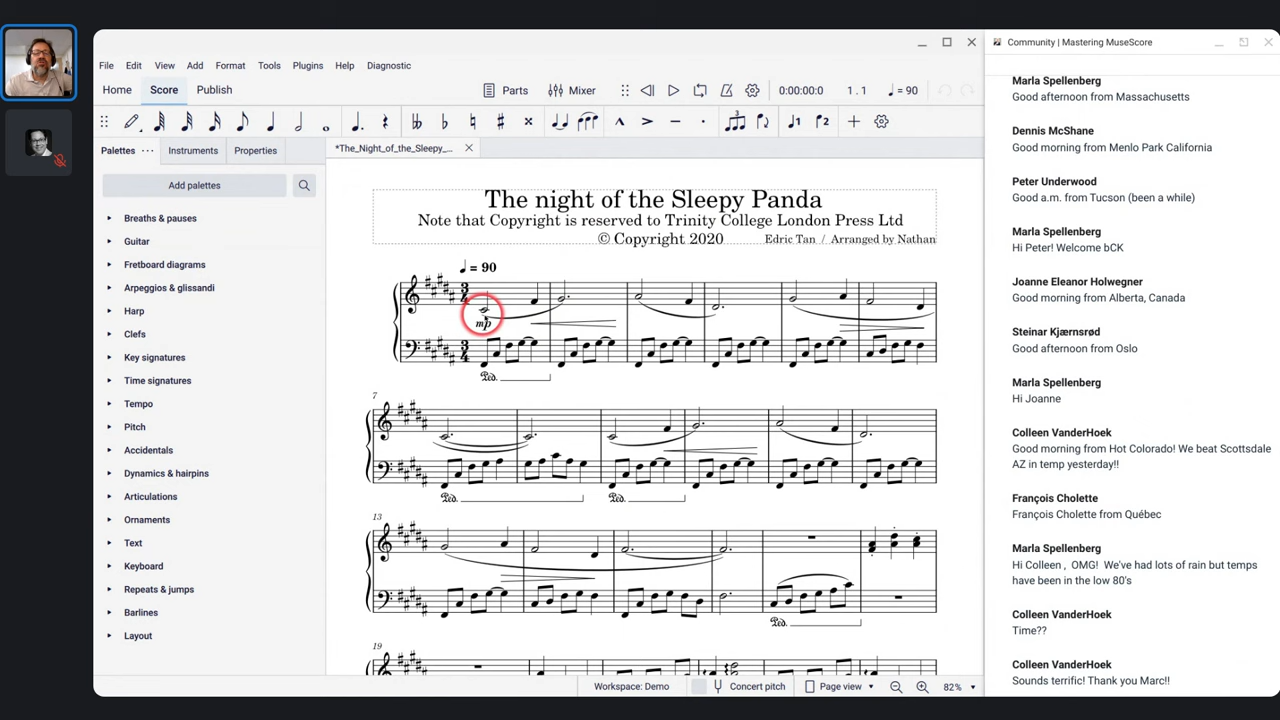 Community | Mastering MuseScore
File Edit View Add Format Tools Plugins Help Diagnostic
Home Score Publish Parts Mixer 0:00:00:0 1 . 1 = 90
Palettes ... Instruments Properties
*The_Night_of_the_Sleepy_...
Add palettes
Breaths & pauses
Guitar
Fretboard diagrams
Arpeggios & glissandi
Harp
Clefs
Key signatures
Time signatures
Tempo
Pitch
Accidentals
Dynamics & hairpins
Articulations
Ornaments
Text
Keyboard
Repeats & jumps
Barlines
Layout
The night of the Sleepy Panda
Note that Copyright is reserved to Trinity College London Press Ltd
© Copyright 2020
Edric Tan / Arranged by Nathan
= 90
3 4
mp
3 4
Ped.
7
Ped. Ped.
13
Ped.
19
Workspace: Demo Concert pitch Page view 82%
Marla Spellenberg
Good afternoon from Massachusetts
Dennis McShane
Good morning from Menlo Park California
Peter Underwood
Good a.m. from Tucson (been a while)
Marla Spellenberg
Hi Peter! Welcome bCK
Joanne Eleanor Holwegner
Good morning from Alberta, Canada
Steinar Kjærnsrød
Good afternoon from Oslo
Marla Spellenberg
Hi Joanne
Colleen VanderHoek
Good morning from Hot Colorado! We beat Scottsdale
AZ in temp yesterday!!
François Cholette
François Cholette from Québec
Marla Spellenberg
Hi Colleen , OMG! We've had lots of rain but temps
have been in the low 80's
Colleen VanderHoek
Time??
Colleen VanderHoek
Sounds terrific! Thank you Marc!!